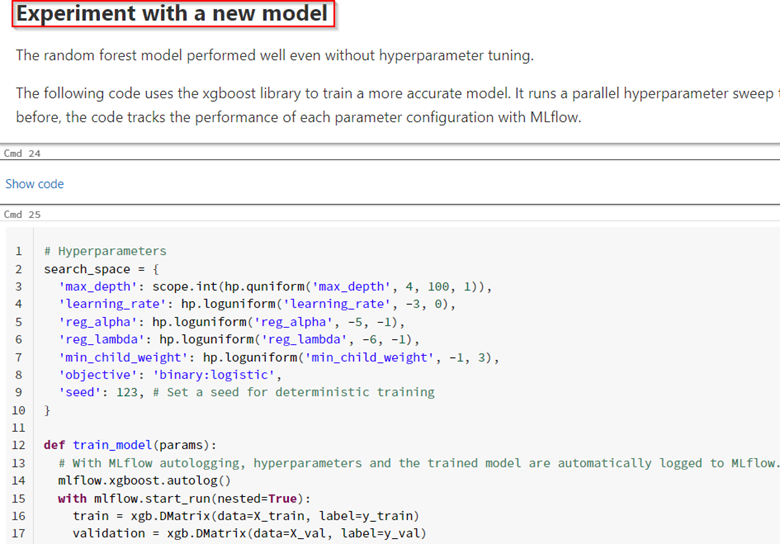 Experiment with a new model
The random forest model performed well even without hyperparameter tuning.
The following code uses the xgboost library to train a more accurate model. It runs a parallel hyperparameter sweep
before, the code tracks the performance of each parameter configuration with MLflow.
Cmd 24
Show code
Cmd 25
1 # Hyperparameters
2 search_space = {
3 'max_depth': scope.int(hp.quniform('max_depth', 4, 100, 1)),
4 'learning_rate': hp.loguniform('learning_rate', -3, 0),
5 'reg_alpha': hp.loguniform('reg_alpha', -5, -1),
6 'reg_lambda': hp.loguniform('reg_lambda', -6, -1),
7 'min_child_weight': hp.loguniform('min_child_weight', -1, 3),
8 'objective': 'binary:logistic',
9 'seed': 123, # Set a seed for deterministic training
10 }
11
12 def train_model(params):
13 # With MLflow autologging, hyperparameters and the trained model are automatically logged to MLflow.
14 mlflow.xgboost.autolog()
15 with mlflow.start_run(nested=True):
16 train = xgb.DMatrix(data=X_train, label=y_train)
17 validation = xgb.DMatrix(data=X_val, label=y_val)